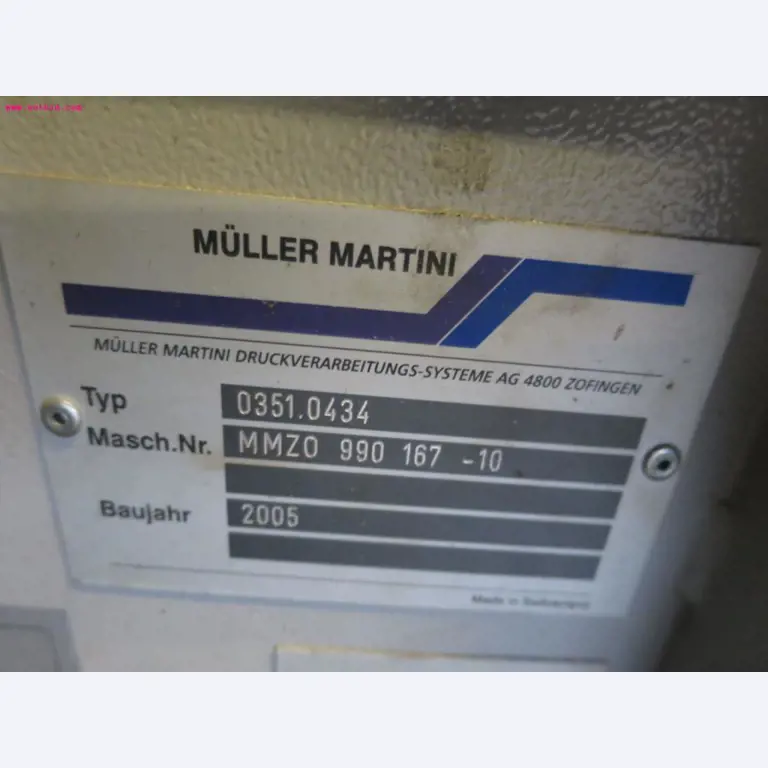 MÜLLER MARTINI
MÜLLER MARTINI DRUCKVERARBEITUNGS-SYSTEME AG 4800 ZOFINGEN
Typ 0351.0434
Masch.Nr. MMZO 990 167 -10
Baujahr 2005
Made in